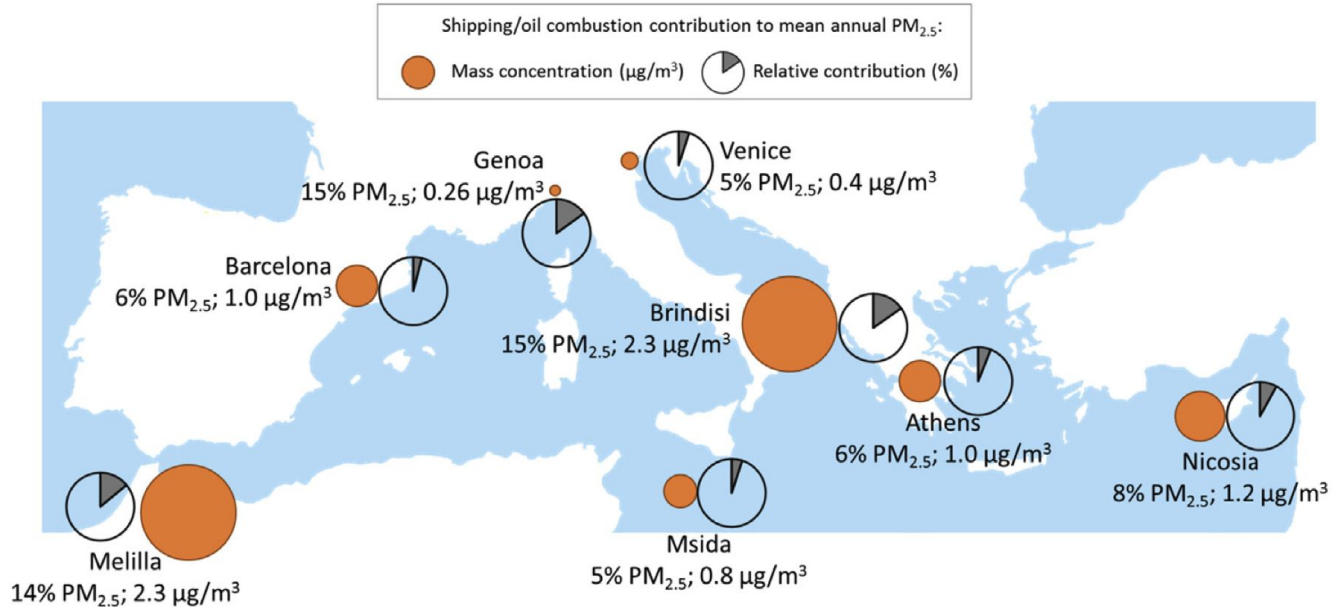 Shipping/oil combustion contribution to mean annual PM₂.₅:
Mass concentration (µg/m³)
Relative contribution (%)
Genoa
15% PM₂.₅; 0.26 µg/m³
Venice
5% PM₂.₅; 0.4 µg/m³
Barcelona
6% PM₂.₅; 1.0 µg/m³
Brindisi
15% PM₂.₅; 2.3 µg/m³
Athens
6% PM₂.₅; 1.0 µg/m³
Nicosia
8% PM₂.₅; 1.2 µg/m³
Msida
5% PM₂.₅; 0.8 µg/m³
Melilla
14% PM₂.₅; 2.3 µg/m³